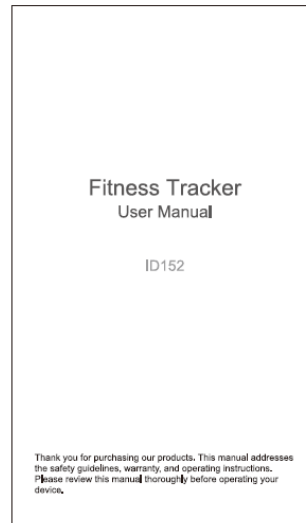 Fitness Tracker
User Manual
ID152
Thank you for purchasing our products. This manual addresses
the safety guidelines, warranty, and operating instructions.
Please review this manual thoroughly before operating your
device.